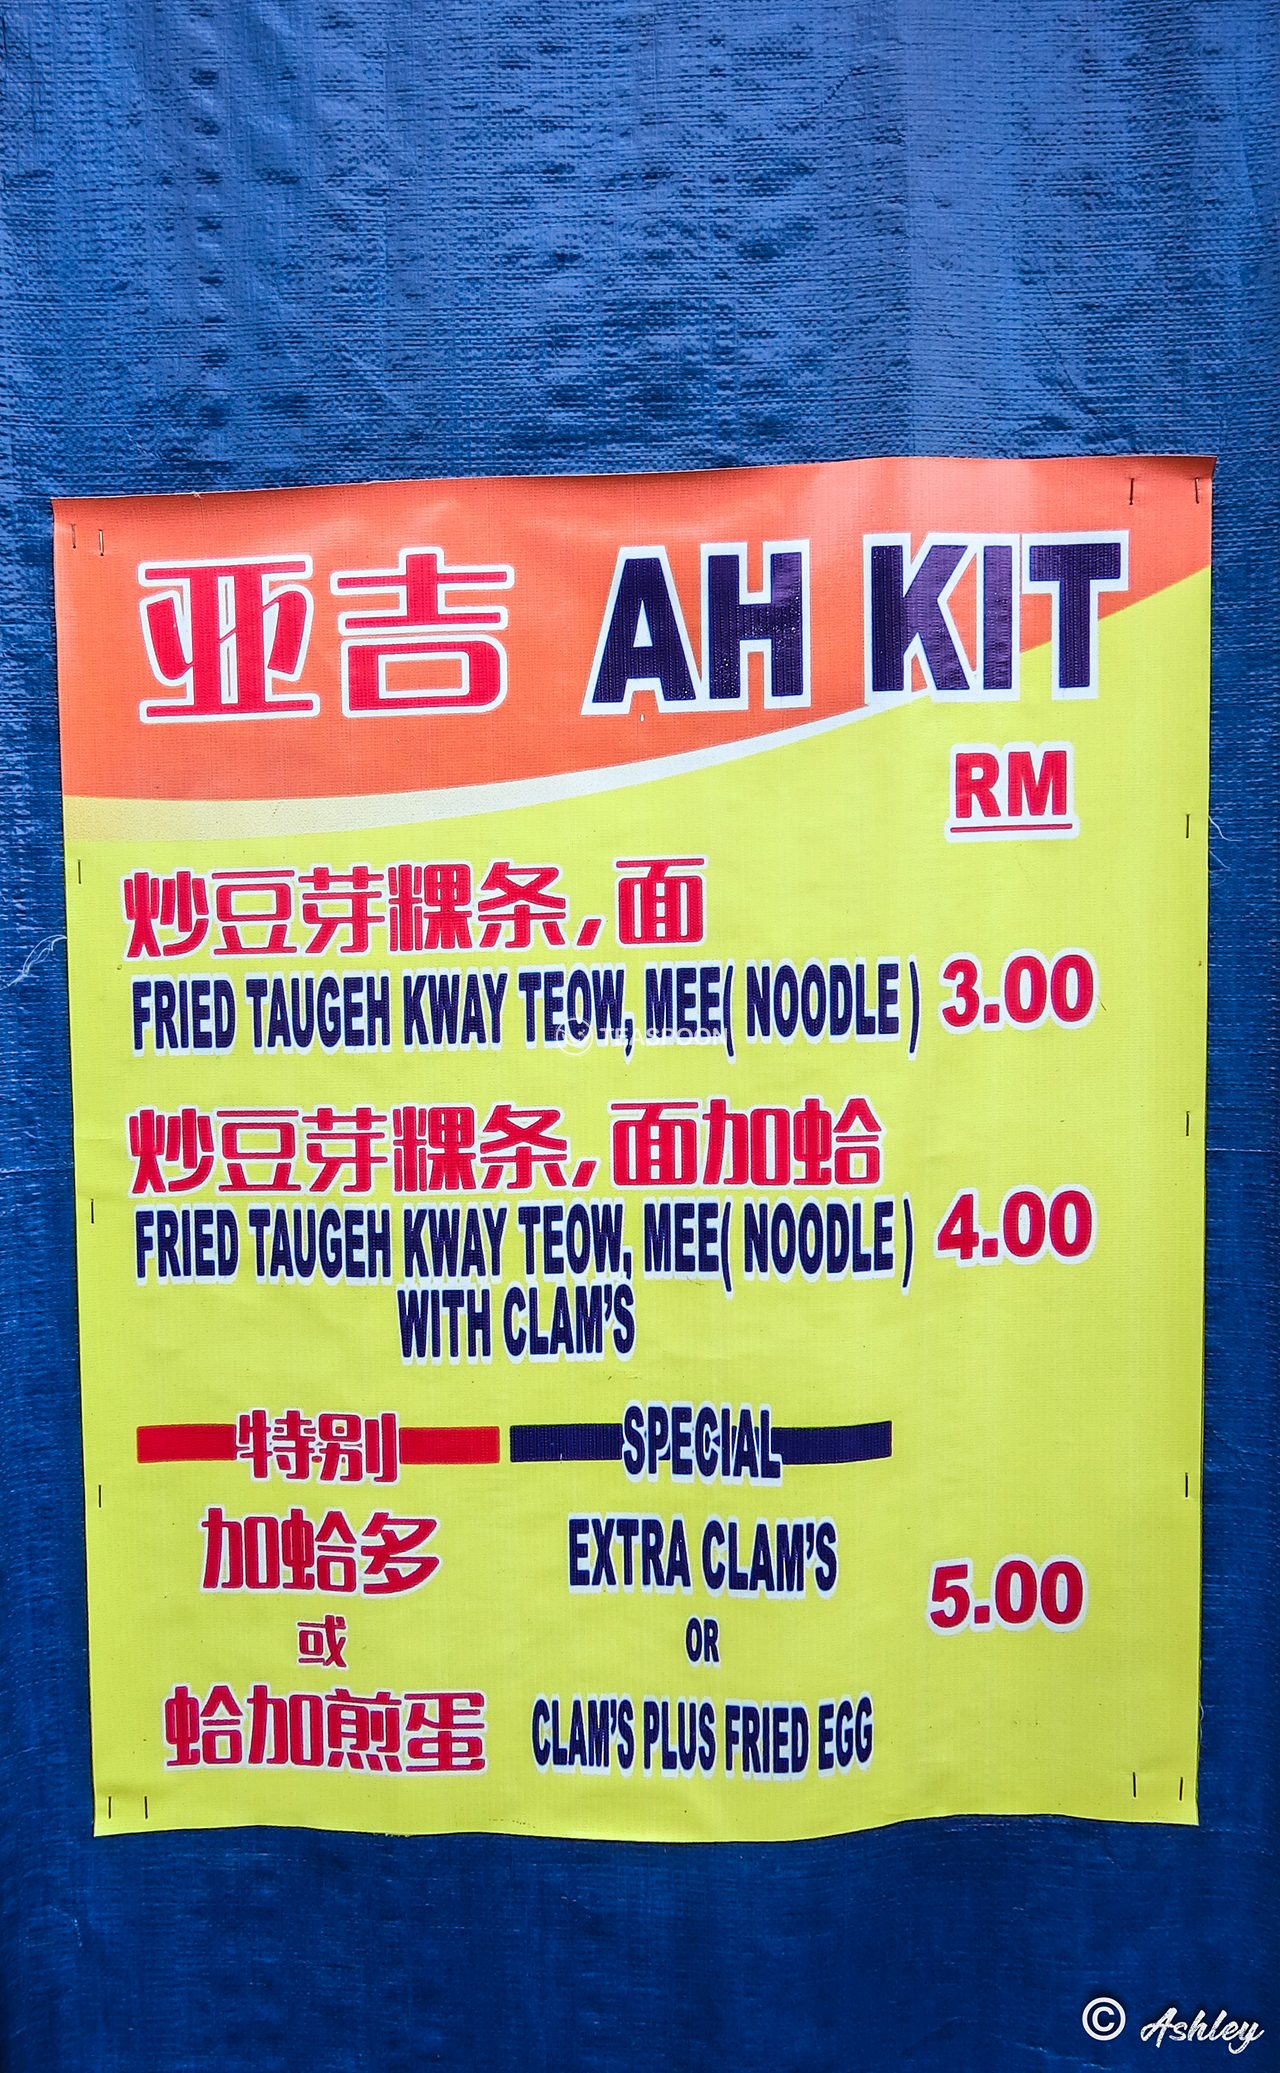 亚吉 AH KIT
RM
炒豆芽粿条,面
FRIED TAUGEH KWAY TEOW, MEE( NOODLE ) 3.00
TEASPOON
炒豆芽粿条,面加蛤
FRIED TAUGEH KWAY TEOW, MEE( NOODLE ) 4.00
WITH CLAM'S
特别 SPECIAL
加蛤多 EXTRA CLAM'S
或 OR 5.00
蛤加煎蛋 CLAM'S PLUS FRIED EGG
© Ashley